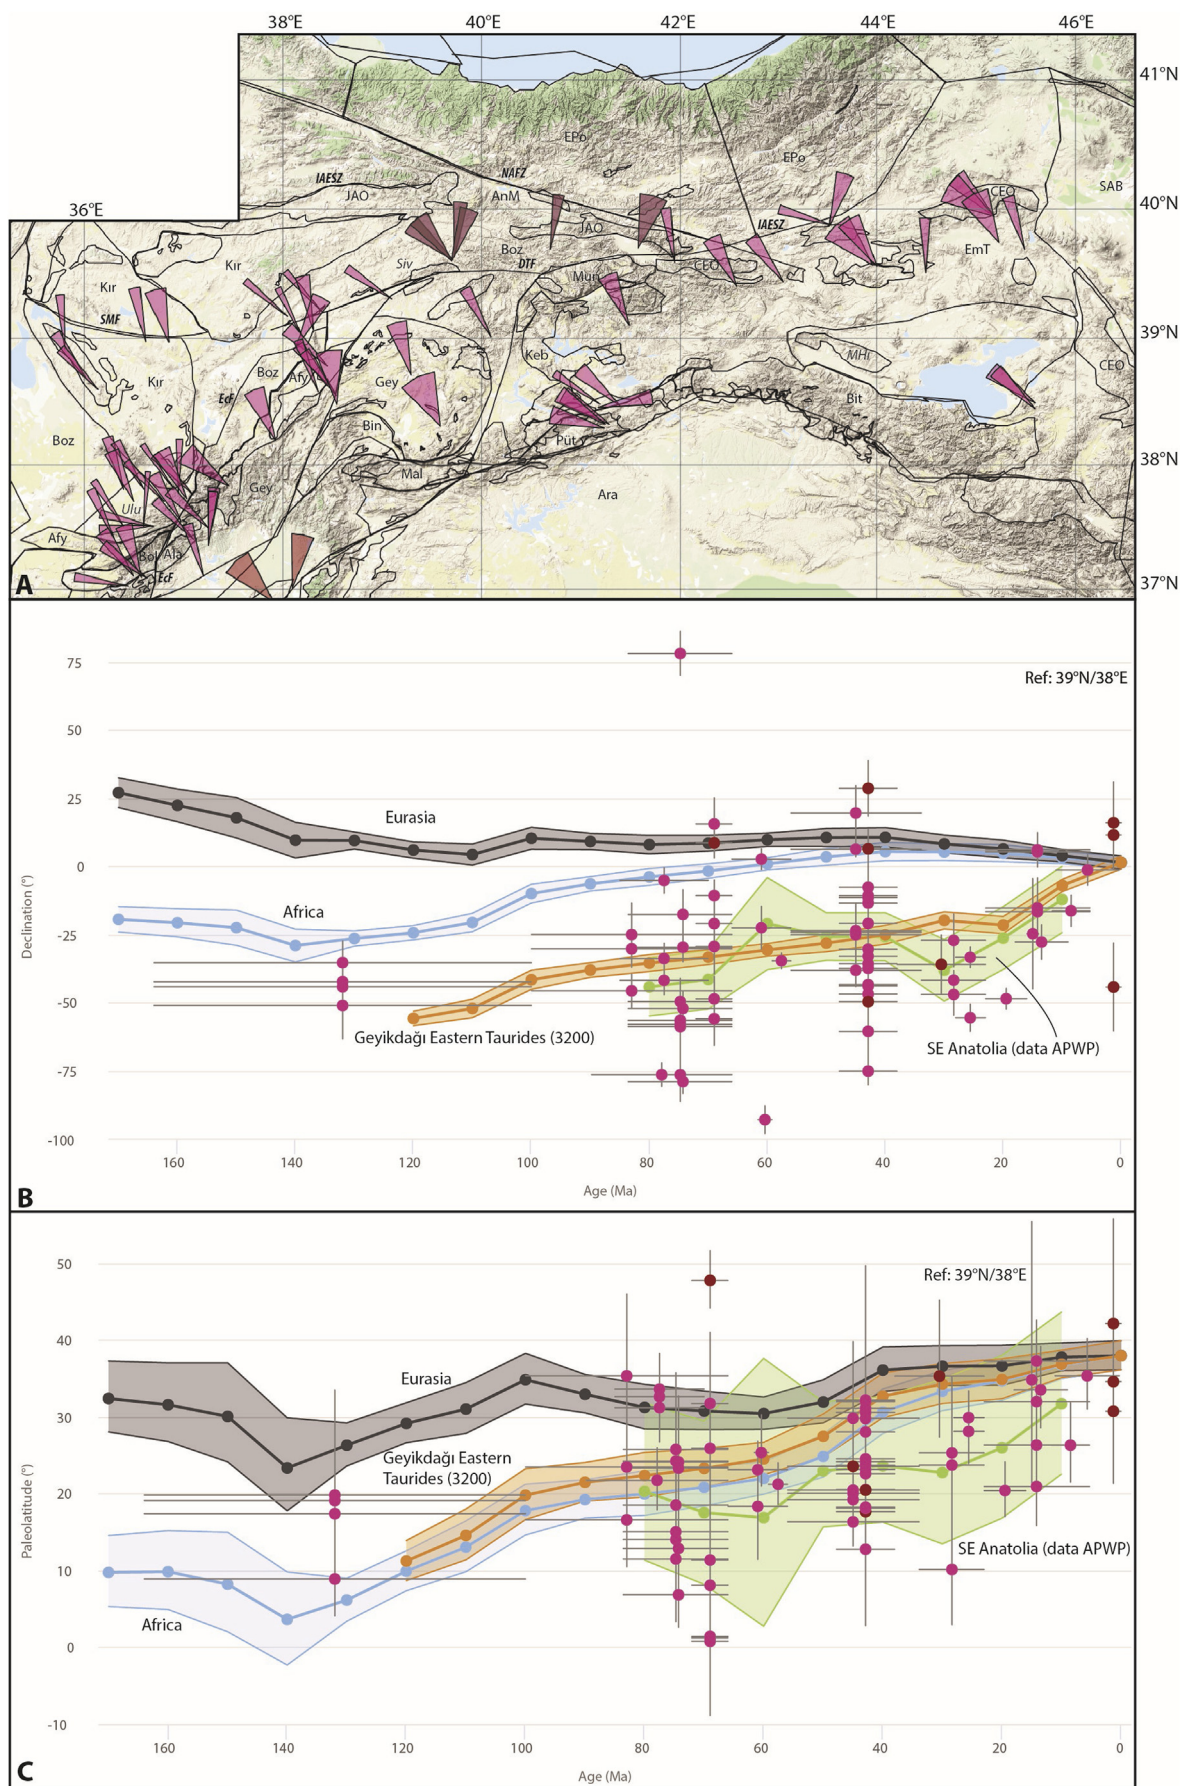 38°E 40°E 42°E 44°E 46°E
41°N
EPo
EPo
NAFZ
IAESZ
JAO AnM CEO SAB
36°E 40°N
IAESZ
JAO
Boz EmT
Kır Siv DTF CEO
Mun
Kır
SMF 39°N
Keb MHi
CEO
Kır Boz Afy Gey
EcF Bit
Bin
Boz Püt
38°N
Mal
Gey Ara
Ulu
Afy
Bol Ala
EcF
A 37°N
75
Ref: 39°N/38°E
50
Eurasia
25
0
Africa
-25
Declination (°)
-50
Geyikdağı Eastern Taurides (3200)
SE Anatolia (data APWP)
-75
-100
160 140 120 100 80 60 40 20 0
Age (Ma)
B
50
Ref: 39°N/38°E
40
Eurasia
30
Geyikdağı Eastern
Taurides (3200)
20
Paleolatitude (°)
SE Anatolia (data APWP)
10
Africa
0
-10
160 140 120 100 80 60 40 20 0
Age (Ma)
C